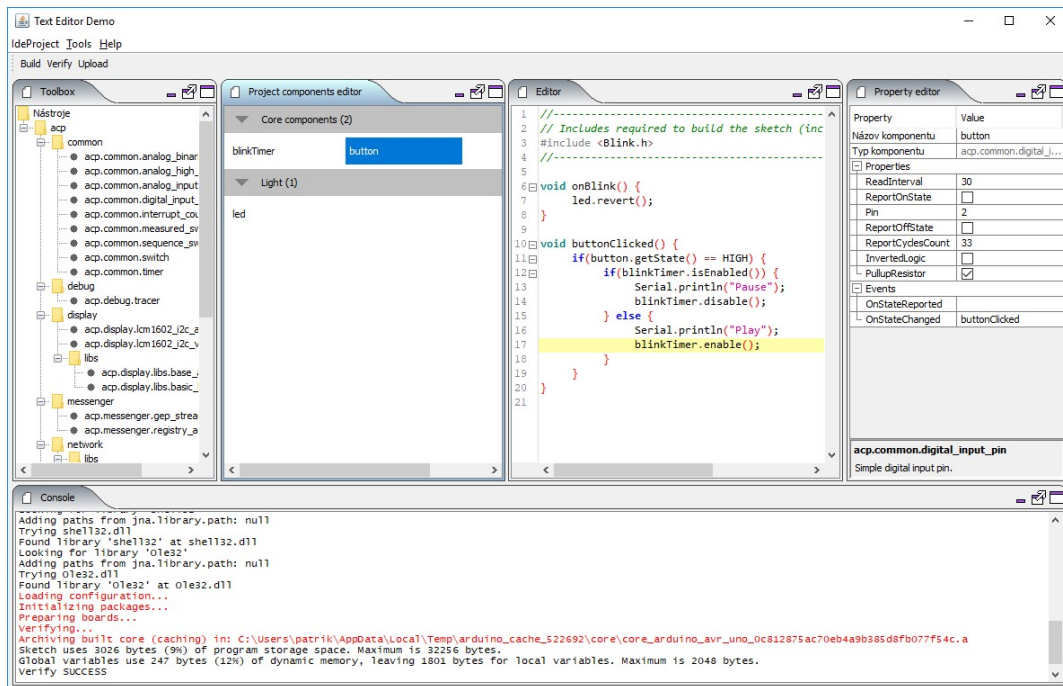 Text Editor Demo
IdeProject Tools Help
Build Verify Upload
Toolbox
Nástroje
acp
common
acp.common.analog_binar
acp.common.analog_high_
acp.common.analog_input
acp.common.digital_input_
acp.common.interrupt_cou
acp.common.measured_sw
acp.common.sequence_sw
acp.common.switch
acp.common.timer
debug
acp.debug.tracer
display
acp.display.lcm1602_i2c_a
acp.display.lcm1602_i2c_v
libs
acp.display.libs.base_
acp.display.libs.basic_
messenger
acp.messenger.gep_strea
acp.messenger.registry_a
network
libs
Project components editor
Core components (2)
blinkTimer button
Light (1)
led
Editor
1 //-----------------------------------------
2 // Includes required to build the sketch (inc
3 #include <Blink.h>
4 //-----------------------------------------
5
6 void onBlink() {
7 led.revert();
8 }
9
10 void buttonClicked() {
11 if(button.getState() == HIGH) {
12 if(blinkTimer.isEnabled()) {
13 Serial.println("Pause");
14 blinkTimer.disable();
15 } else {
16 Serial.println("Play");
17 blinkTimer.enable();
18 }
19 }
20 }
21
Property editor
Property Value
Názov komponentu button
Typ komponentu acp.common.digital_i...
Properties
ReadInterval 30
ReportOnState
Pin 2
ReportOffState
ReportCyclesCount 33
InvertedLogic
PullupResistor
Events
OnStateReported
OnStateChanged buttonClicked
acp.common.digital_input_pin
Simple digital input pin.
Console
Adding paths from jna.library.path: null
Trying shell32.dll
Found library 'shell32' at shell32.dll
Looking for library 'Ole32'
Adding paths from jna.library.path: null
Trying Ole32.dll
Found library 'Ole32' at Ole32.dll
Loading configuration...
Initializing packages...
Preparing boards...
Verifying...
Archiving built core (caching) in: C:\Users\patrik\AppData\Local\Temp\arduino_cache_522692\core\core_arduino_avr_uno_0c812875ac70eb4a9b385d8fb077f54c.a
Sketch uses 3026 bytes (9%) of program storage space. Maximum is 32256 bytes.
Global variables use 247 bytes (12%) of dynamic memory, leaving 1801 bytes for local variables. Maximum is 2048 bytes.
Verify SUCCESS